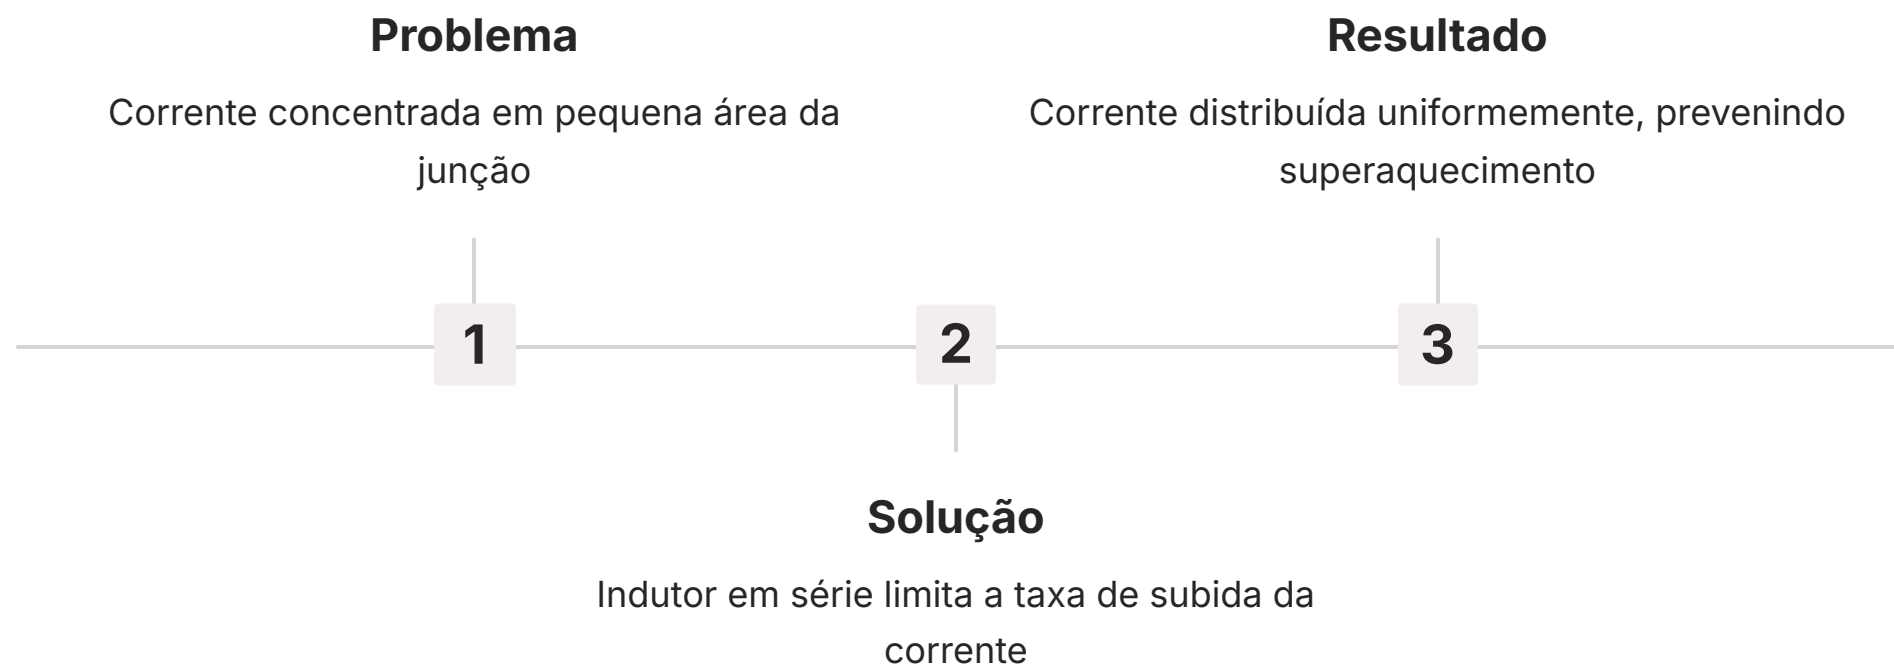 Problema
Corrente concentrada em pequena área da
junção
Resultado
Corrente distribuída uniformemente, prevenindo
superaquecimento
1
2
3
Solução
Indutor em série limita a taxa de subida da
corrente